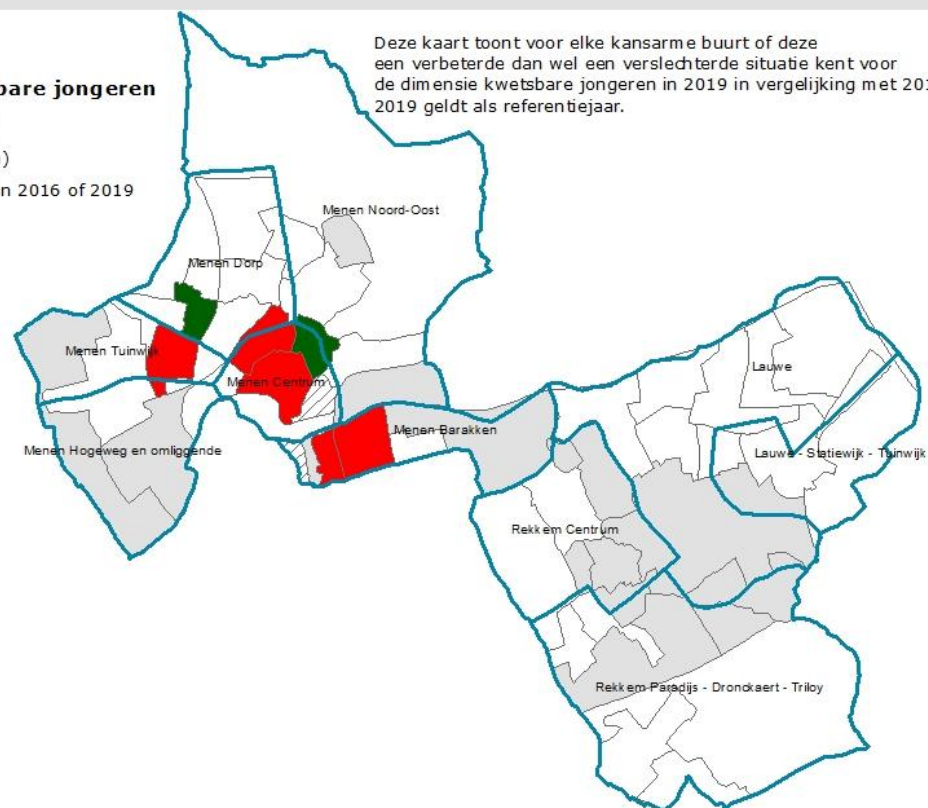 Deze kaart toont voor elke kansarme buurt of deze
een verbeterde dan wel een verslechterde situatie kent voor
de dimensie kwetsbare jongeren in 2019 in vergelijking met
2019 geldt als referentiejaar.
jongeren
2016 of 2019
Menen Noord-Oost
Menen Dorp
Menen Tuinwijk
Lauwe
Menen Centrum
Menen Barakken
Menen Hogeweg en omliggende
Lauwe - Statiewijk - Tuinwijk
Rekkem Centrum
Rekkem Paradijs - Dronckaert - Triloy